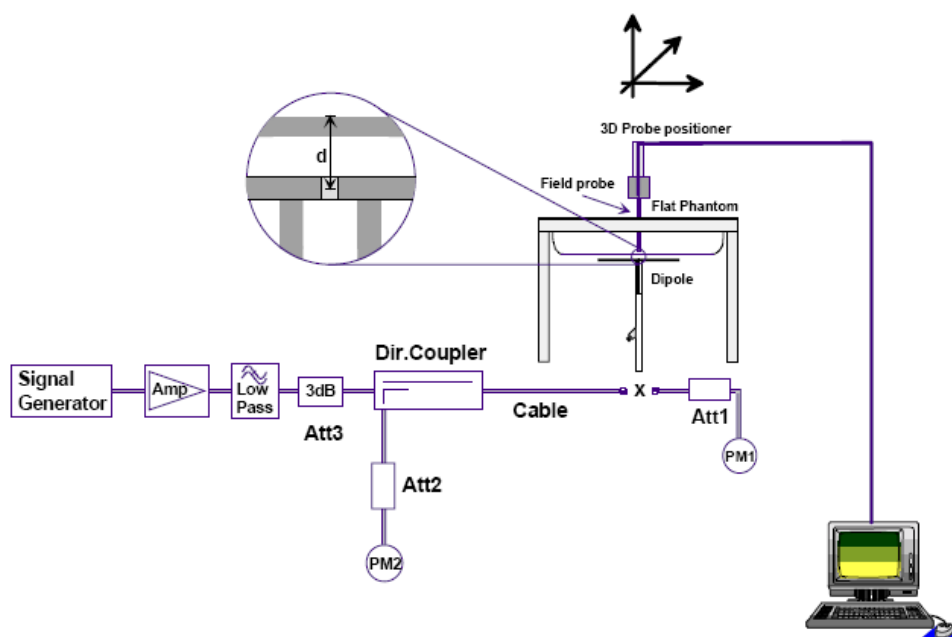 3D Probe positioner
d
Field probe
Flat Phantom
Dipole
Dir.Coupler
Signal
Generator
Amp
Low
Pass
3dB
Att3
Cable
X
Att1
PM1
Att2
PM2